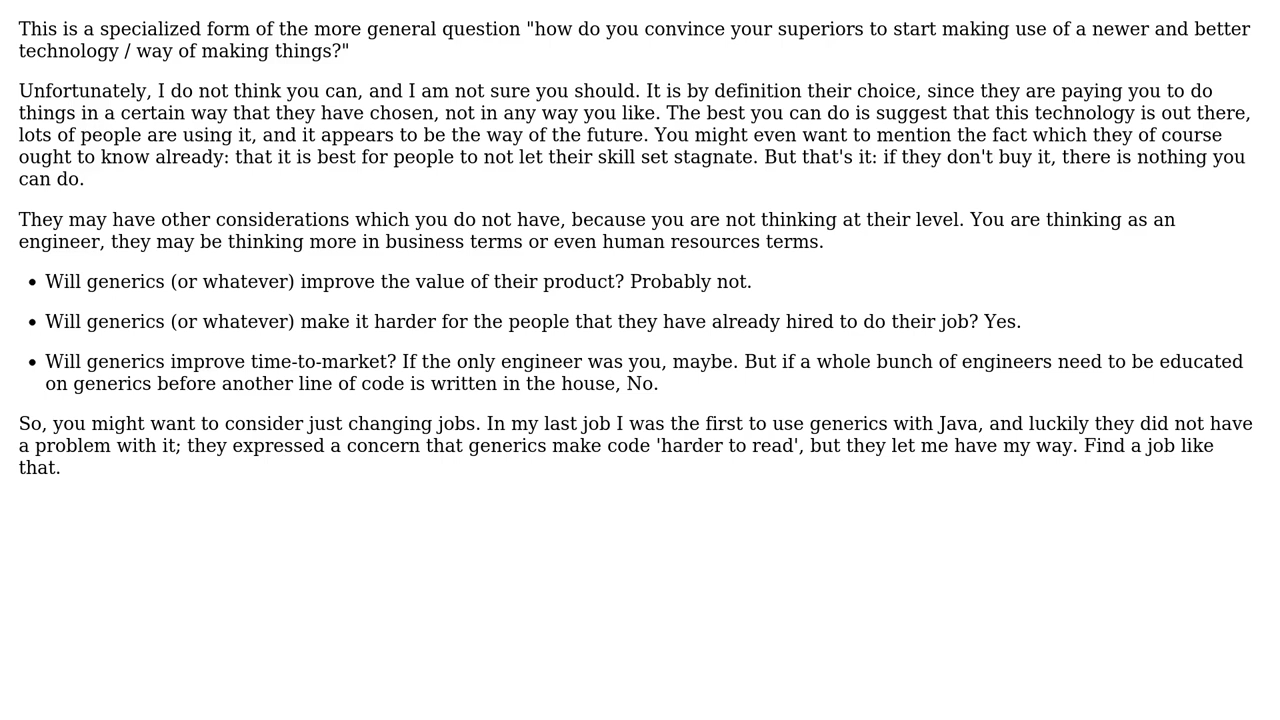 This is a specialized form of the more general question "how do you convince your superiors to start making use of a newer and better
technology / way of making things?"
Unfortunately, I do not think you can, and I am not sure you should. It is by definition their choice, since they are paying you to do
things in a certain way that they have chosen, not in any way you like. The best you can do is suggest that this technology is out there,
lots of people are using it, and it appears to be the way of the future. You might even want to mention the fact which they of course
ought to know already: that it is best for people to not let their skill set stagnate. But that's it: if they don't buy it, there is nothing you
can do.
They may have other considerations which you do not have, because you are not thinking at their level. You are thinking as an
engineer, they may be thinking more in business terms or even human resources terms.
• Will generics (or whatever) improve the value of their product? Probably not.
• Will generics (or whatever) make it harder for the people that they have already hired to do their job? Yes.
• Will generics improve time-to-market? If the only engineer was you, maybe. But if a whole bunch of engineers need to be educated
on generics before another line of code is written in the house, No.
So, you might want to consider just changing jobs. In my last job I was the first to use generics with Java, and luckily they did not have
a problem with it; they expressed a concern that generics make code 'harder to read', but they let me have my way. Find a job like
that.